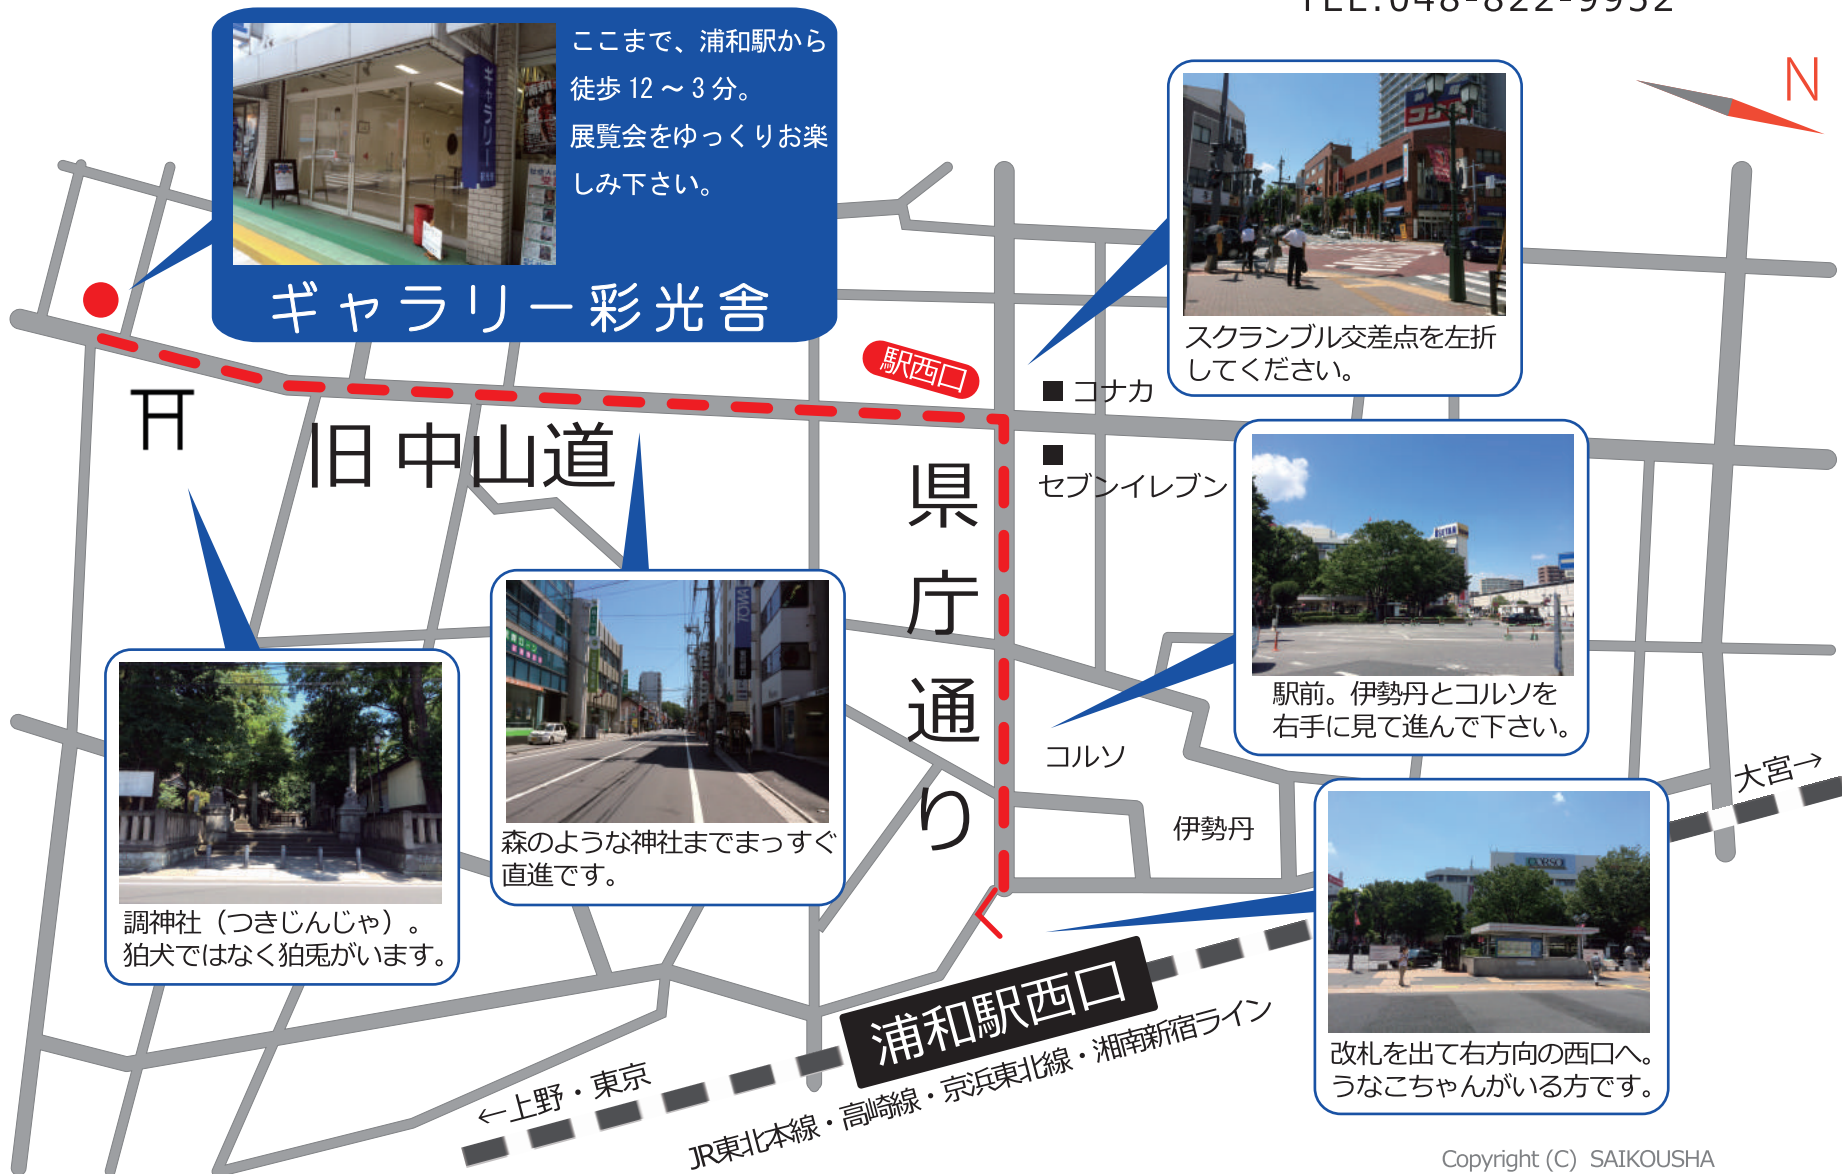 TEL:048-822-9952
ここまで、浦和駅から
徒歩 12 ～ 3 分。
展覧会をゆっくりお楽
しみ下さい。
ギャラリー
ギャラリー彩光舎
N
スクランブル交差点を左折
してください。
駅西口
コナカ
セブンイレブン
旧 中山道
県庁通り
ISETAN
駅前。伊勢丹とコルソを
右手に見て進んで下さい。
TOWA
森のような神社までまっすぐ
直進です。
調神社（つきじんじゃ）。
狛犬ではなく狛兎がいます。
コルソ
伊勢丹
大宮→
CORSO
改札を出て右方向の西口へ。
うなこちゃんがいる方です。
浦和駅西口
←上野・東京
JR東北本線・高崎線・京浜東北線・湘南新宿ライン
Copyright (C) SAIKOUSHA